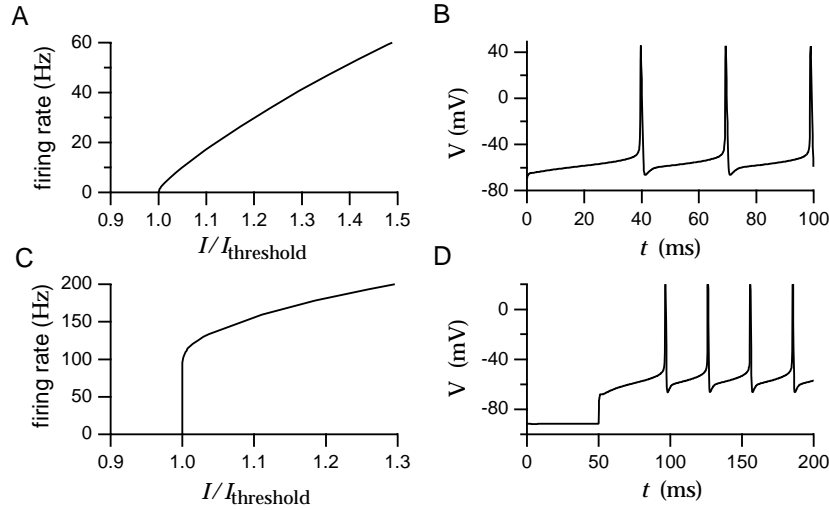 A
firing rate (Hz)
60
40
20
0
0.9 1.0 1.1 1.2 1.3 1.4 1.5
I/Ithreshold
B
V (mV)
40
0
-40
-80
0 20 40 60 80 100
t (ms)
C
firing rate (Hz)
200
150
100
50
0
0.9 1.0 1.1 1.2 1.3
I/Ithreshold
D
V (mV)
0
-40
-80
0 50 100 150 200
t (ms)